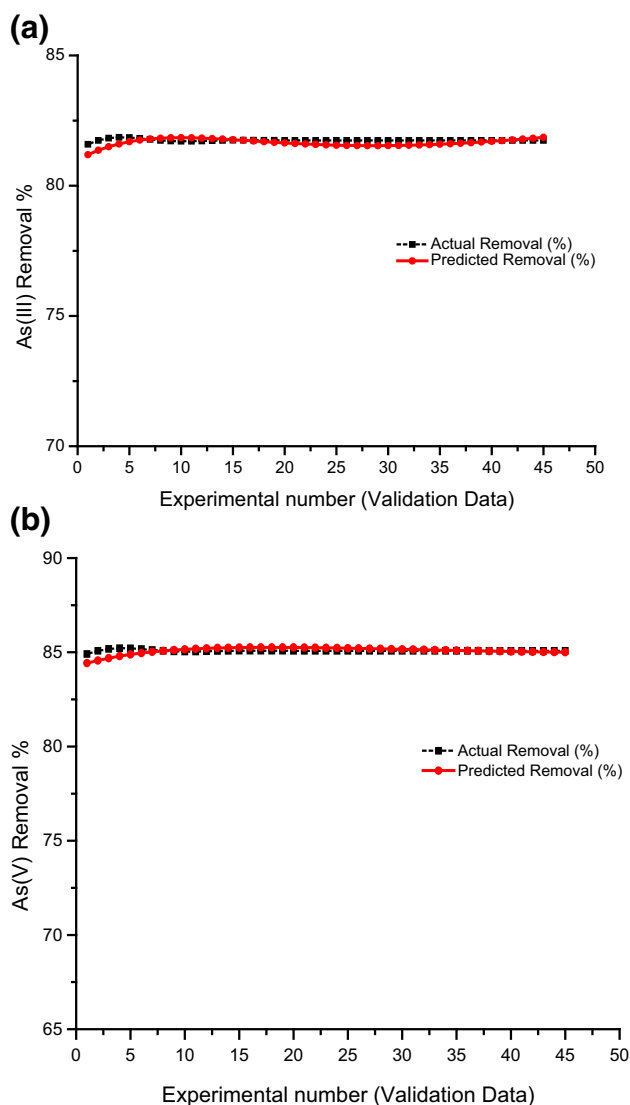 (a)
85
80
75
70
As(III) Removal %
Actual Removal (%)
Predicted Removal (%)
0 5 10 15 20 25 30 35 40 45 50
Experimental number (Validation Data)
(b)
90
85
80
75
70
65
As(V) Removal %
Actual Removal (%)
Predicted Removal (%)
0 5 10 15 20 25 30 35 40 45 50
Experimental number (Validation Data)